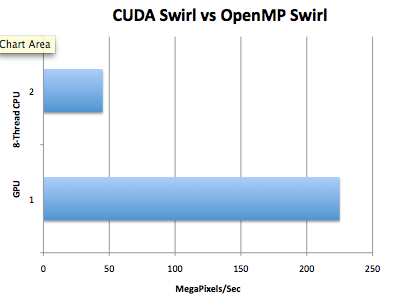 CUDA Swirl vs OpenMP Swirl
Chart Area
8-Thread CPU
2
GPU
1
0 50 100 150 200 250
MegaPixels/Sec